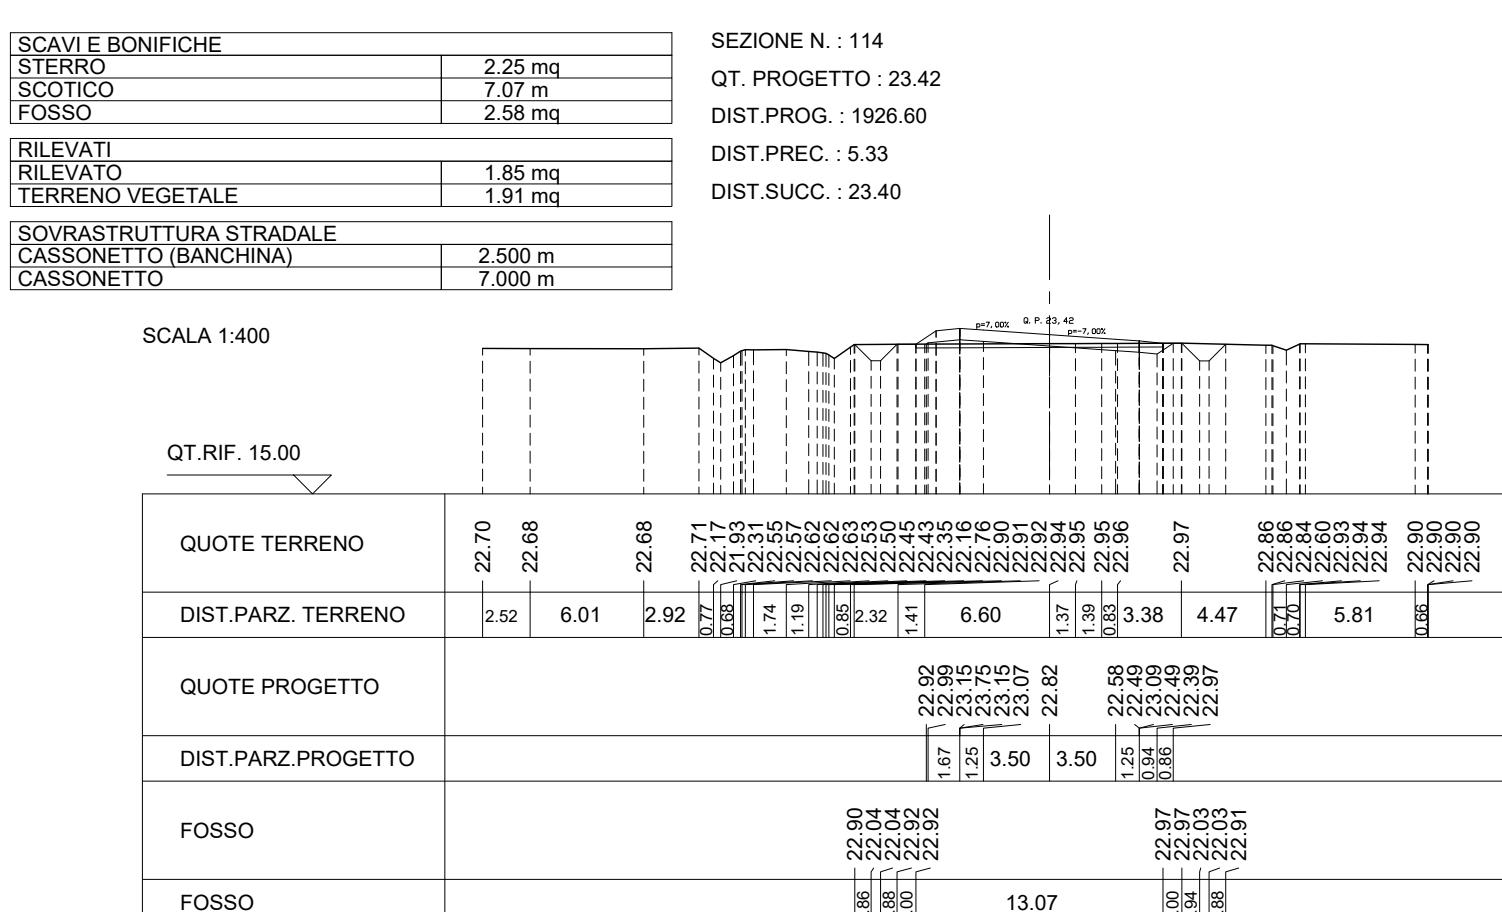 SCAVI E BONIFICHE
STERRO 2.25 mq
SCOTICO 7.07 m
FOSSO 2.58 mq
RILEVATI
RILEVATO 1.85 mq
TERRENO VEGETALE 1.91 mq
SOVRASTRUTTURA STRADALE
CASSONETTO (BANCHINA) 2.500 m
CASSONETTO 7.000 m
SEZIONE N. : 114
QT. PROGETTO : 23.42
DIST.PROG. : 1926.60
DIST.PREC. : 5.33
DIST.SUCC. : 23.40
SCALA 1:400
p=7,00% Q. P. 23,42 p=-7,00%
QT.RIF. 15.00
QUOTE TERRENO 22.70 22.68 22.68 22.71 22.17 21.93 22.31 22.55 22.57 22.62 22.62 22.63 22.53 22.50 22.45 22.43 22.35 22.16 22.76 22.90 22.91 22.92 22.94 22.95 22.95 22.96 22.97 22.86 22.86 22.84 22.60 22.93 22.94 22.94 22.90 22.90 22.90 22.90
DIST.PARZ. TERRENO 2.52 6.01 2.92 0.77 0.68 1.74 1.19 0.85 2.32 1.41 6.60 1.37 1.39 0.83 3.38 4.47 0.71 0.70 5.81 0.66
QUOTE PROGETTO 22.92 22.99 23.15 23.75 23.15 23.07 22.82 22.58 22.49 23.09 22.49 22.39 22.97
DIST.PARZ.PROGETTO 1.67 1.25 3.50 3.50 1.25 0.94 0.86
FOSSO 22.90 22.04 22.04 22.92 22.92 22.97 22.97 22.03 22.03 22.91
FOSSO 13.07